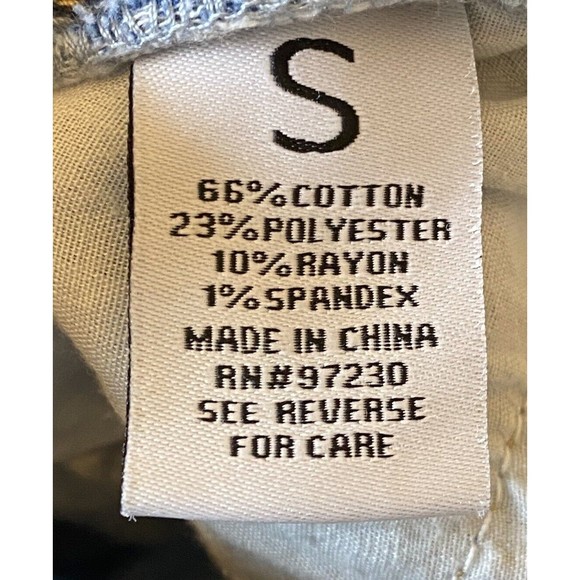 S
66%COTTON
23%POLYESTER
10%RAYON
1%SPANDEX
MADE IN CHINA
RN#97230
SEE REVERSE
FOR CARE